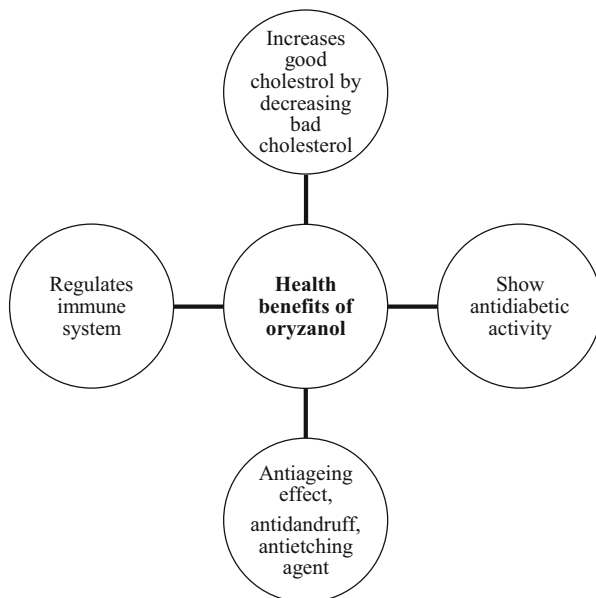 Increases
good
cholestrol by
decreasing
bad
cholesterol
Regulates
immune
system
Health
benefits of
oryzanol
Show
antidiabetic
activity
Antiageing
effect,
antidandruff,
antietching
agent